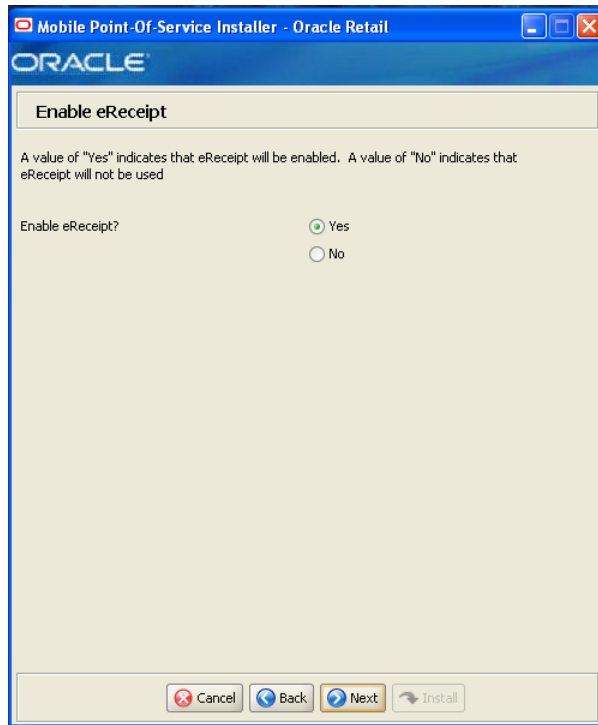 Mobile Point-Of-Service Installer - Oracle Retail
ORACLE
Enable eReceipt
A value of "Yes" indicates that eReceipt will be enabled. A value of "No" indicates that
eReceipt will not be used
Enable eReceipt?
Yes
No
Cancel
Back
Next
Install